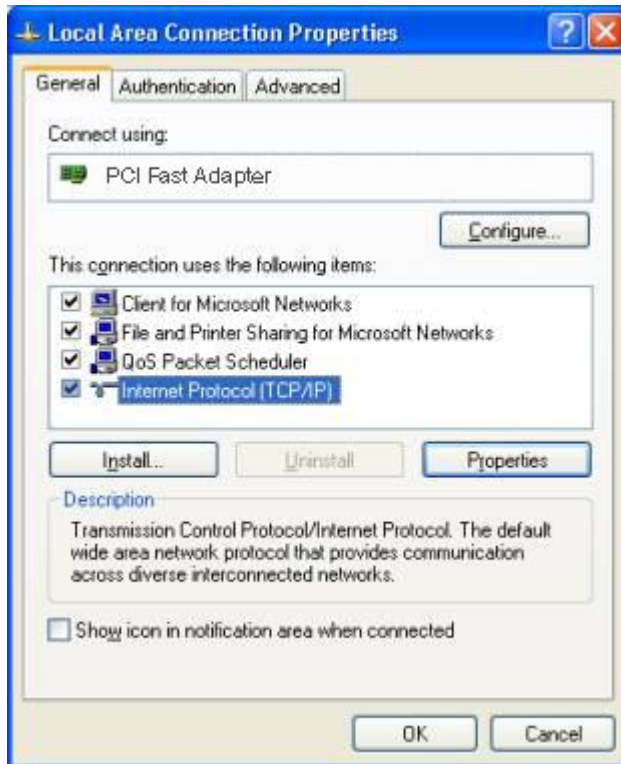 Local Area Connection Properties
General Authentication Advanced
Connect using:
PCI Fast Adapter
Configure...
This connection uses the following items:
Client for Microsoft Networks
File and Printer Sharing for Microsoft Networks
QoS Packet Scheduler
Internet Protocol (TCP/IP)
Install... Uninstall Properties
Description
Transmission Control Protocol/Internet Protocol. The default
wide area network protocol that provides communication
across diverse interconnected networks.
Show icon in notification area when connected
OK Cancel